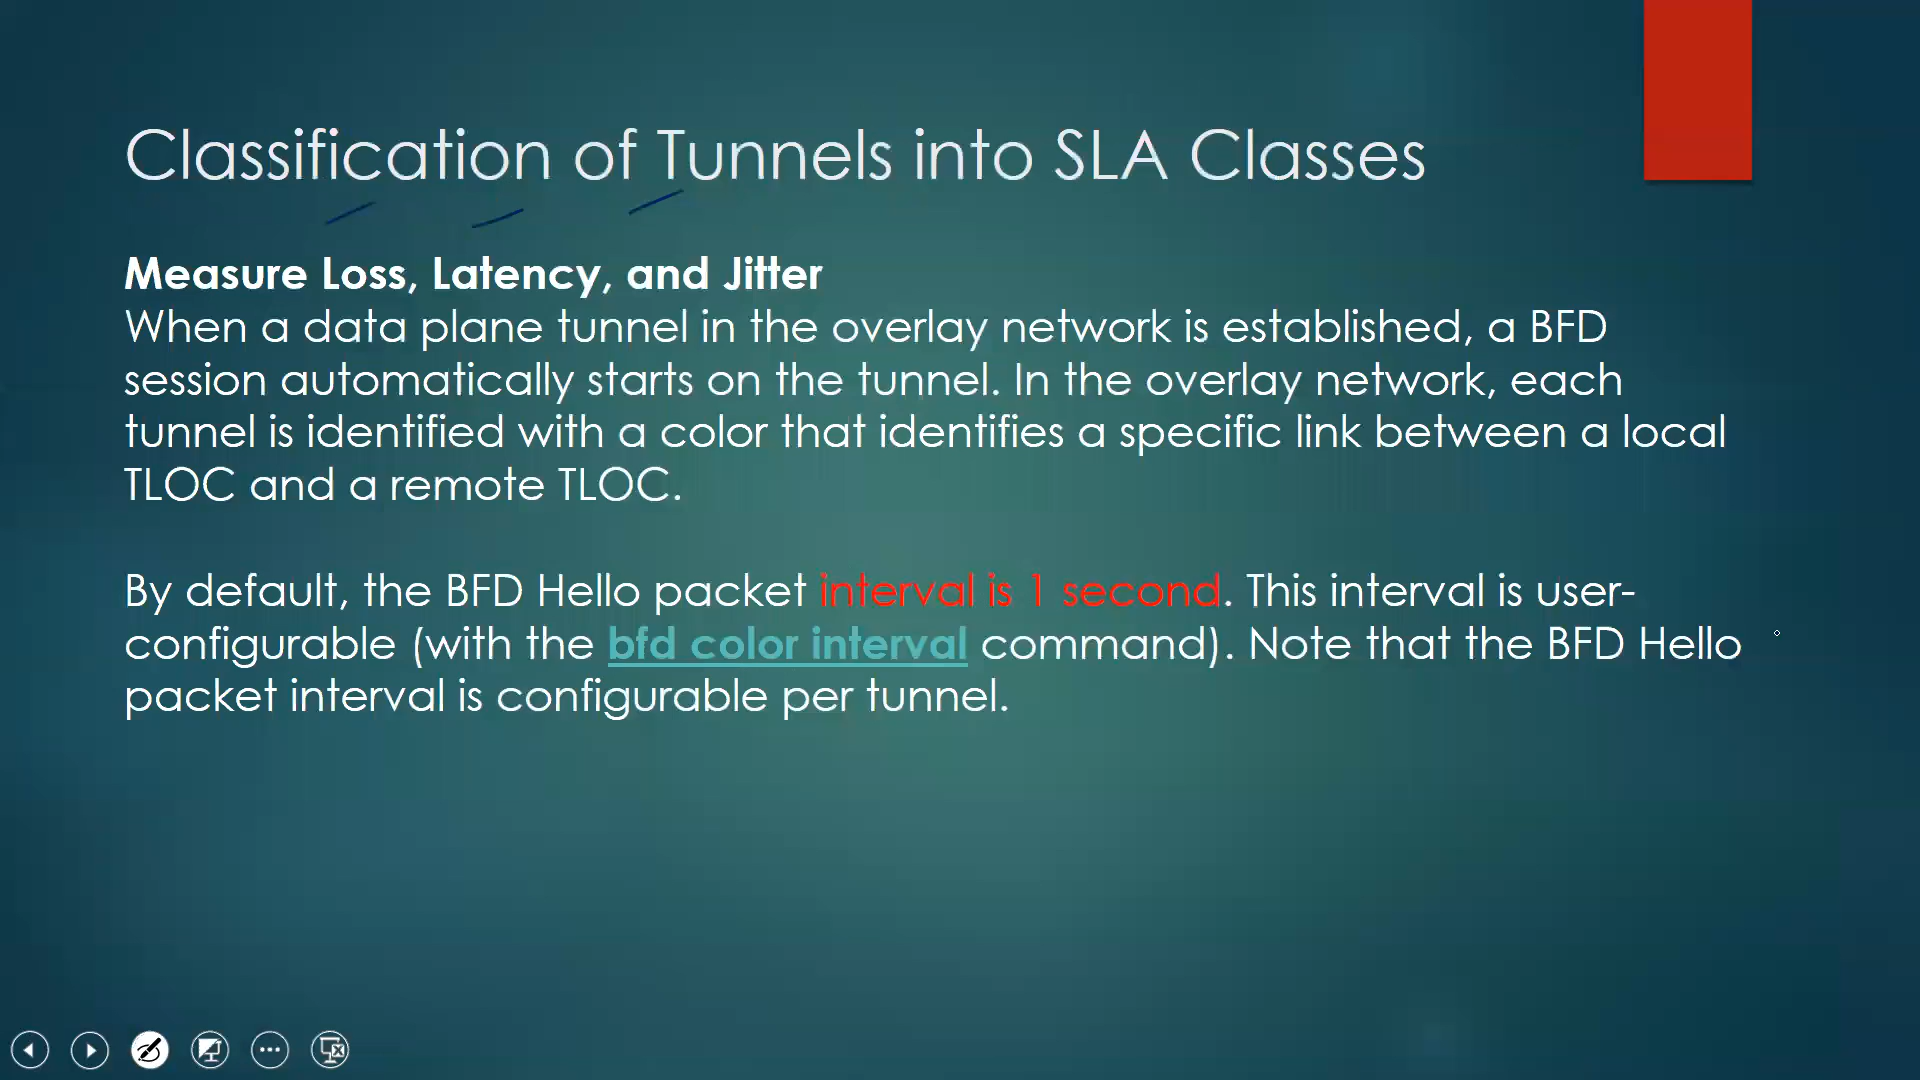 Classification of Tunnels into SLA Classes
Measure Loss, Latency, and Jitter
When a data plane tunnel in the overlay network is established, a BFD
session automatically starts on the tunnel. In the overlay network, each
tunnel is identified with a color that identifies a specific link between a local
TLOC and a remote TLOC.
By default, the BFD Hello packet interval is 1 second. This interval is user-
configurable (with the bfd color interval command). Note that the BFD Hello
packet interval is configurable per tunnel.